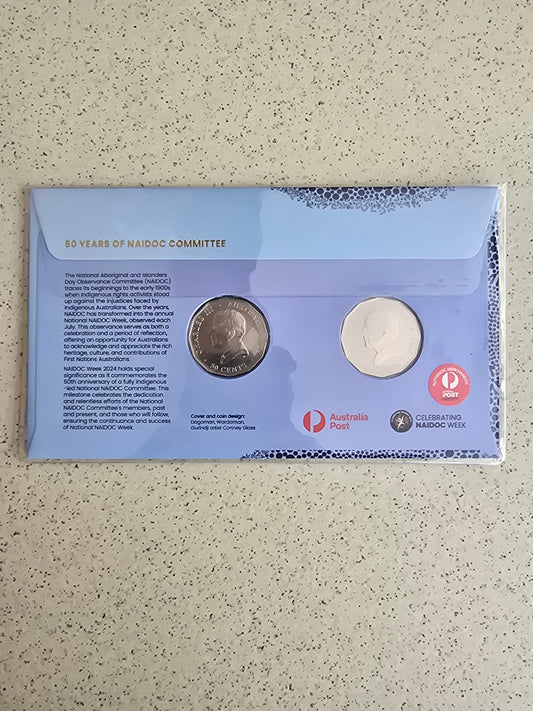 50 YEARS OF NAIDOC COMMITTEE
The National Aboriginal and Islanders
Day Observance Committee (NAIDOC)
traces its beginnings to the early 1900s
when Indigenous rights activists stood
up against the injustices faced by
Indigenous Australians. Over the years,
NAIDOC has transformed into the annual
National NAIDOC Week, observed each
July. This observance serves as both a
celebration and a period of reflection,
offering an opportunity for Australians
to acknowledge and appreciate the rich
heritage, culture, and contributions of
First Nations Australians.
NAIDOC Week 2024 holds special
significance as it commemorates the
50th anniversary of a fully Indigenous
-led National NAIDOC Committee. This
milestone celebrates the dedication
and relentless efforts of the National
NAIDOC Committee's members, past
and present, and those who will follow,
ensuring the continuance and success
of National NAIDOC Week.
CHARLES III AUSTRALIA
50 CENTS
Cover and coin design:
Dagoman, Wardaman,
Gurindji artist Cortney Glass
Australia
Post
CELEBRATING
NAIDOC WEEK
AUTHENTIC MERCHANDISE
POST